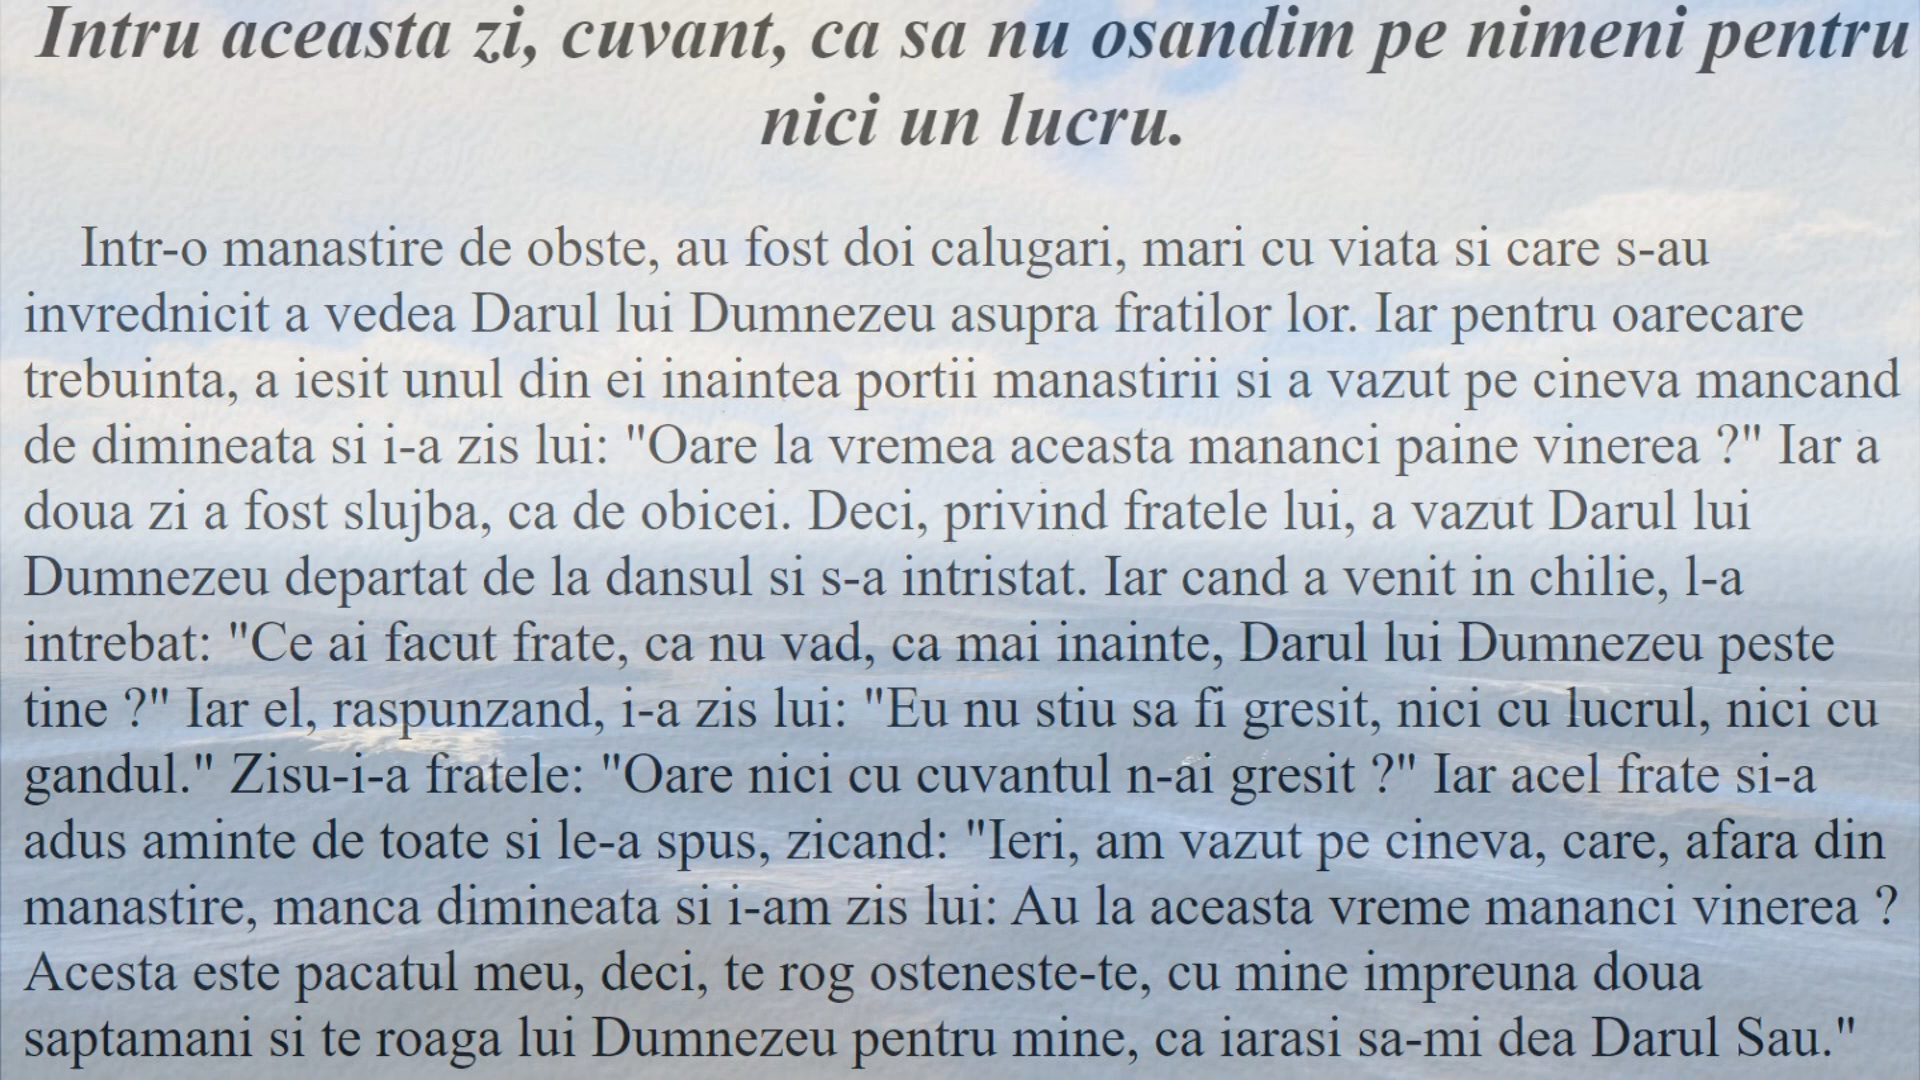 Intru aceasta zi, cuvant, ca sa nu osandim pe nimeni pentru
nici un lucru.
Intr-o manastire de obste, au fost doi calugari, mari cu viata si care s-au
invrednicit a vedea Darul lui Dumnezeu asupra fratilor lor. Iar pentru oarecare
trebuinta, a iesit unul din ei inaintea portii manastirii si a vazut pe cineva mancand
de dimineata si i-a zis lui: "Oare la vremea aceasta mananci paine vinerea ?" Iar a
doua zi a fost slujba, ca de obicei. Deci, privind fratele lui, a vazut Darul lui
Dumnezeu departat de la dansul si s-a intristat. Iar cand a venit in chilie, l-a
intrebat: "Ce ai facut frate, ca nu vad, ca mai inainte, Darul lui Dumnezeu peste
tine ?" Iar el, raspunzand, i-a zis lui: "Eu nu stiu sa fi gresit, nici cu lucrul, nici cu
gandul." Zisu-i-a fratele: "Oare nici cu cuvantul n-ai gresit ?" Iar acel frate si-a
adus aminte de toate si le-a spus, zicand: "Ieri, am vazut pe cineva, care, afara din
manastire, manca dimineata si i-am zis lui: Au la aceasta vreme mananci vinerea ?
Acesta este pacatul meu, deci, te rog osteneste-te, cu mine impreuna doua
saptamani si te roaga lui Dumnezeu pentru mine, ca iarasi sa-mi dea Darul Sau."